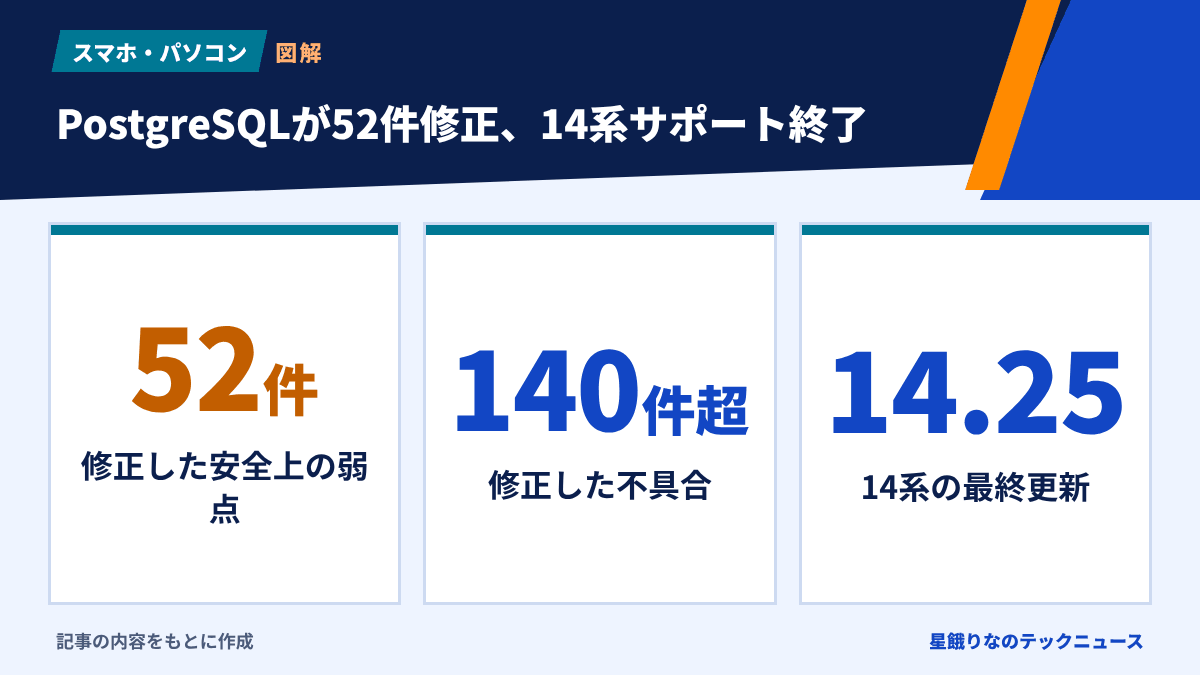 スマホ・パソコン 図解
PostgreSQLが52件修正、14系サポート終了
52件
修正した安全上の弱
点
140件超
修正した不具合
14.25
14系の最終更新
記事の内容をもとに作成
星餓りなのテックニュース